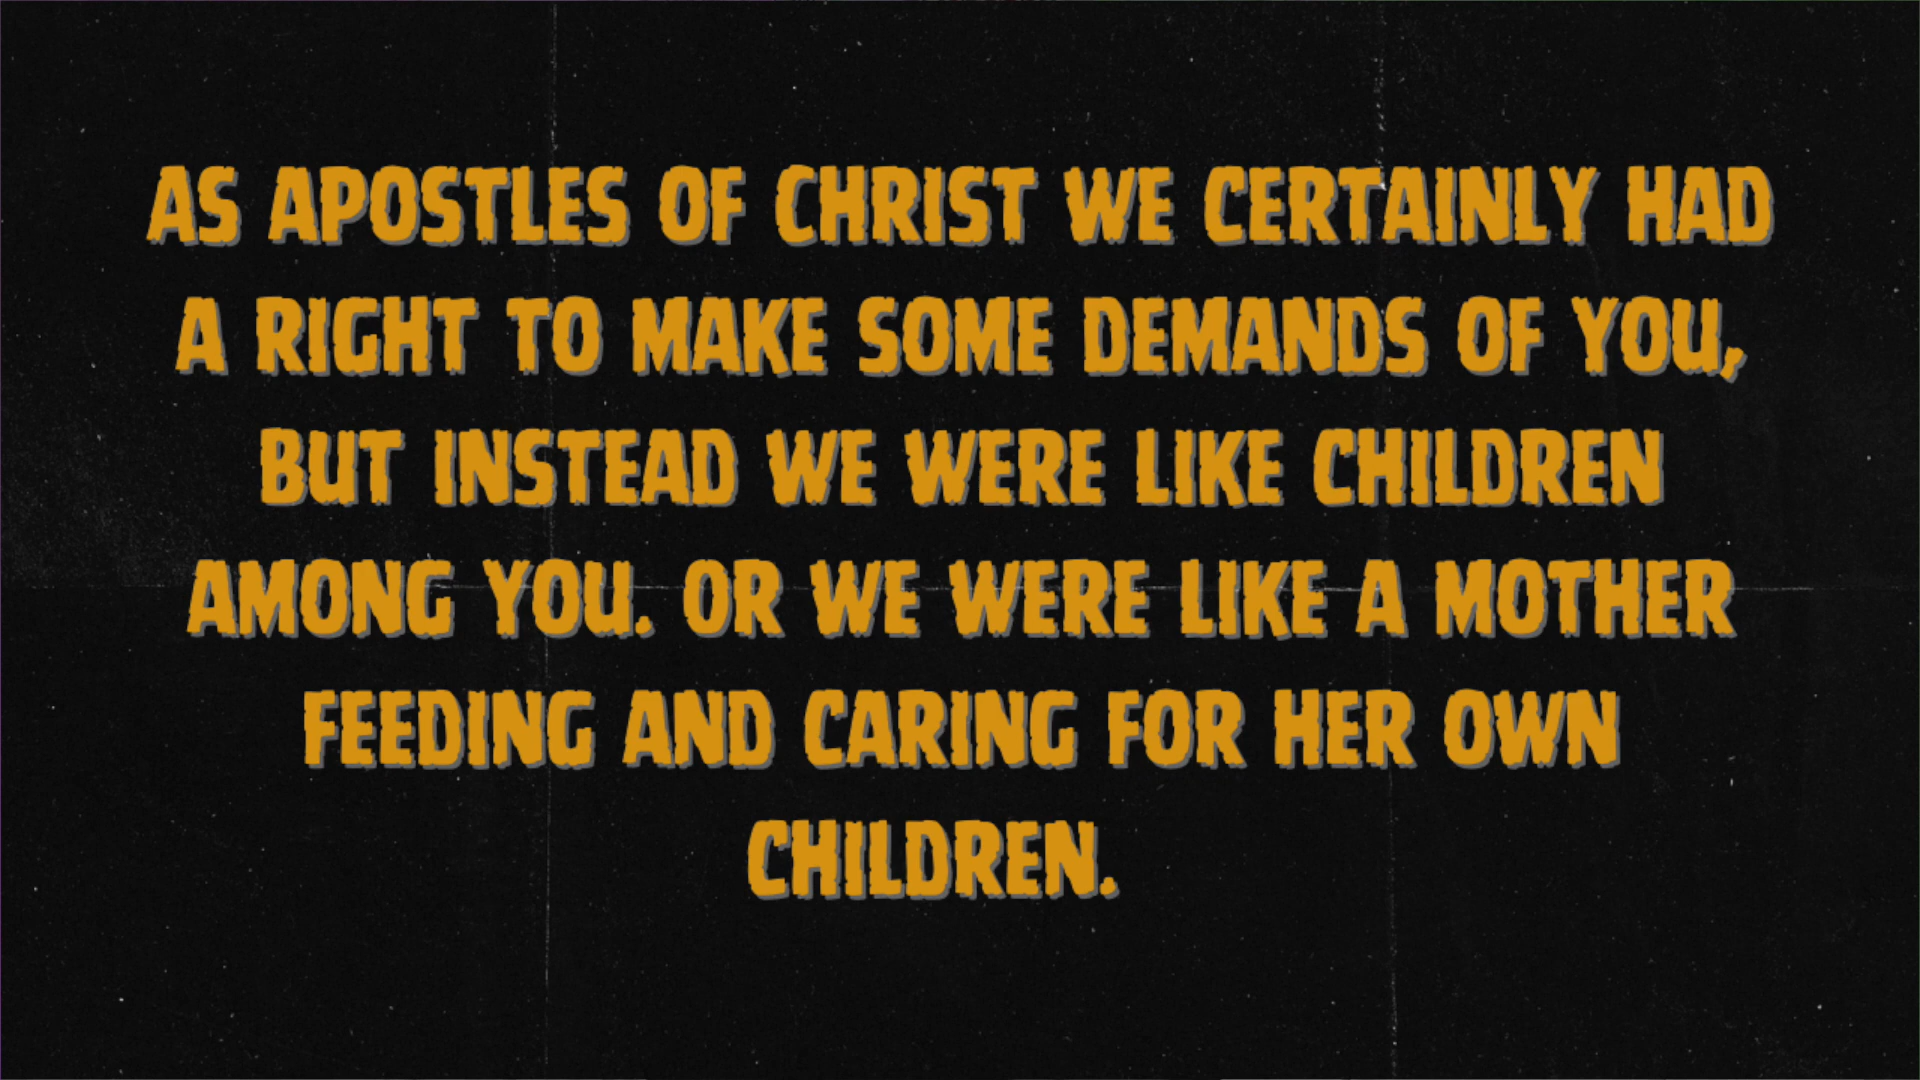 AS APOSTLES OF CHRIST WE CERTAINLY HAD
A RIGHT TO MAKE SOME DEMANDS OF YOU,
BUT INSTEAD WE WERE LIKE CHILDREN
AMONG YOU. OR WE WERE LIKE A MOTHER
FEEDING AND CARING FOR HER OWN
CHILDREN.